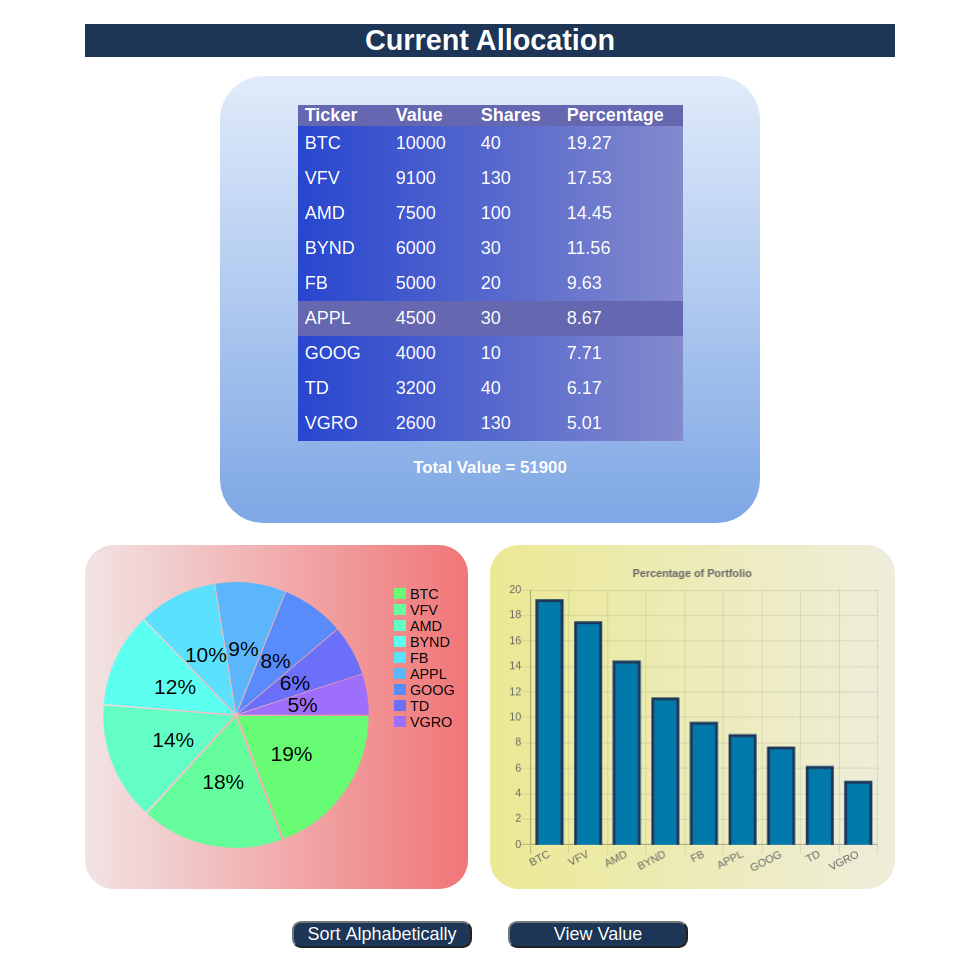 Current Allocation
Ticker Value Shares Percentage
BTC 10000 40 19.27
VFV 9100 130 17.53
AMD 7500 100 14.45
BYND 6000 30 11.56
FB 5000 20 9.63
APPL 4500 30 8.67
GOOG 4000 10 7.71
TD 3200 40 6.17
VGRO 2600 130 5.01
Total Value = 51900
10% 9% 8%
12% 6%
5%
14% 19%
18%
BTC
VFV
AMD
BYND
FB
APPL
GOOG
TD
VGRO
Percentage of Portfolio
20
18
16
14
12
10
8
6
4
2
0
BTC VFV AMD BYND FB APPL GOOG TD VGRO
Sort Alphabetically View Value